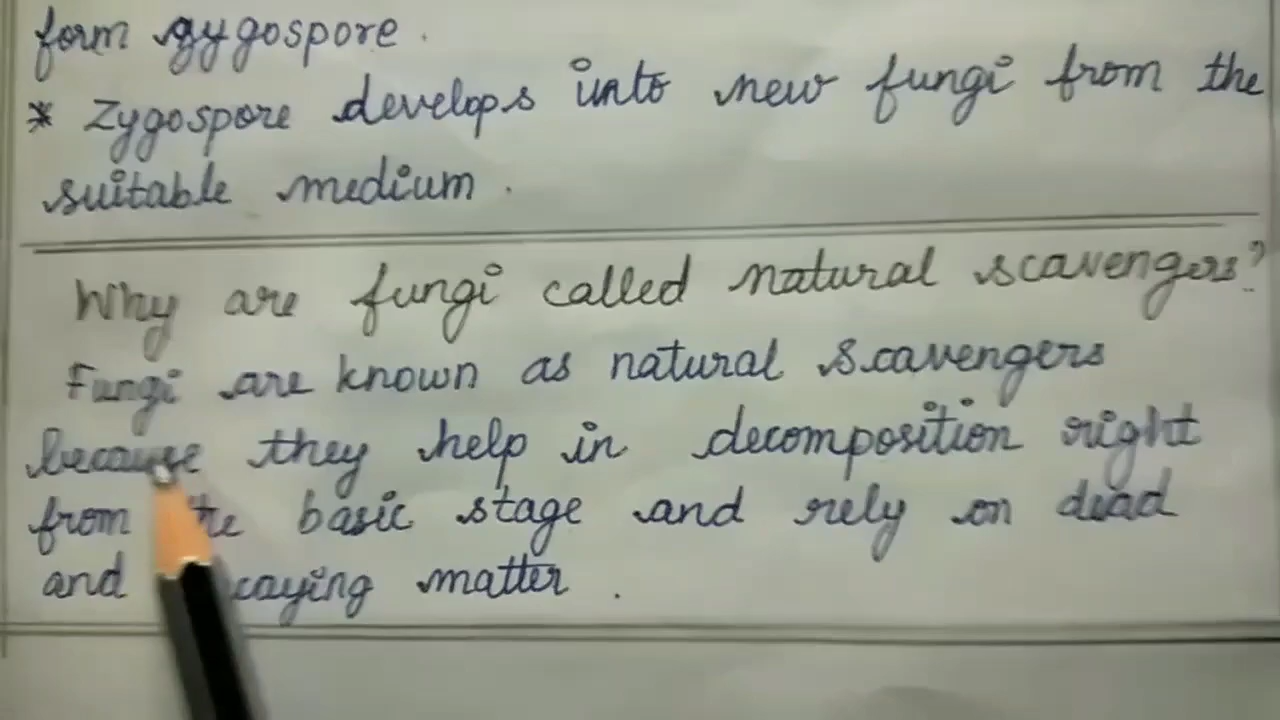 form zygospore.
* Zygospore develops into new fungi from the
suitable medium.
Why are fungi called natural scavengers?
Fungi are known as natural scavengers
because they help in decomposition right
from the basic stage and rely on dead
and decaying matter.